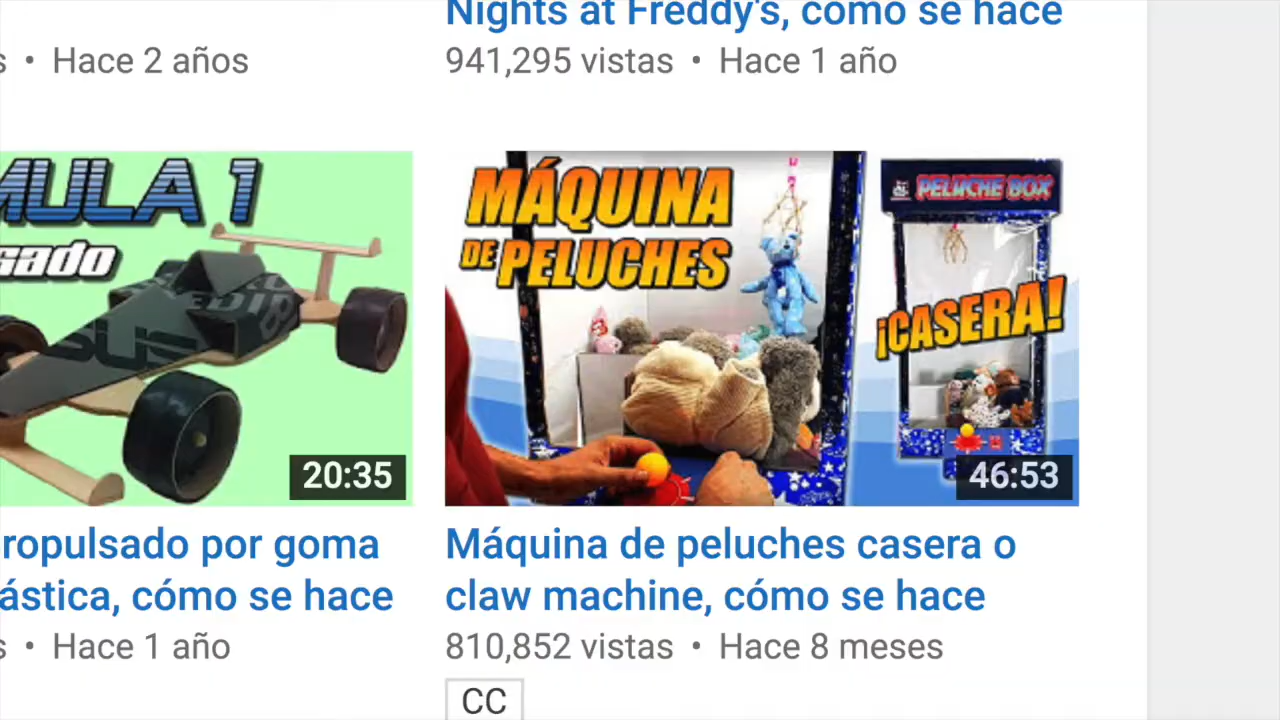 Nights at Freddy's, cómo se hace
s • Hace 2 años
941,295 vistas • Hace 1 año
MULA 1
sado
20:35
MÁQUINA
DE PELUCHES
PELUCHE BOX
¡CASERA!
46:53
ropulsado por goma
ástica, cómo se hace
s • Hace 1 año
Máquina de peluches casera o
claw machine, cómo se hace
810,852 vistas • Hace 8 meses
CC